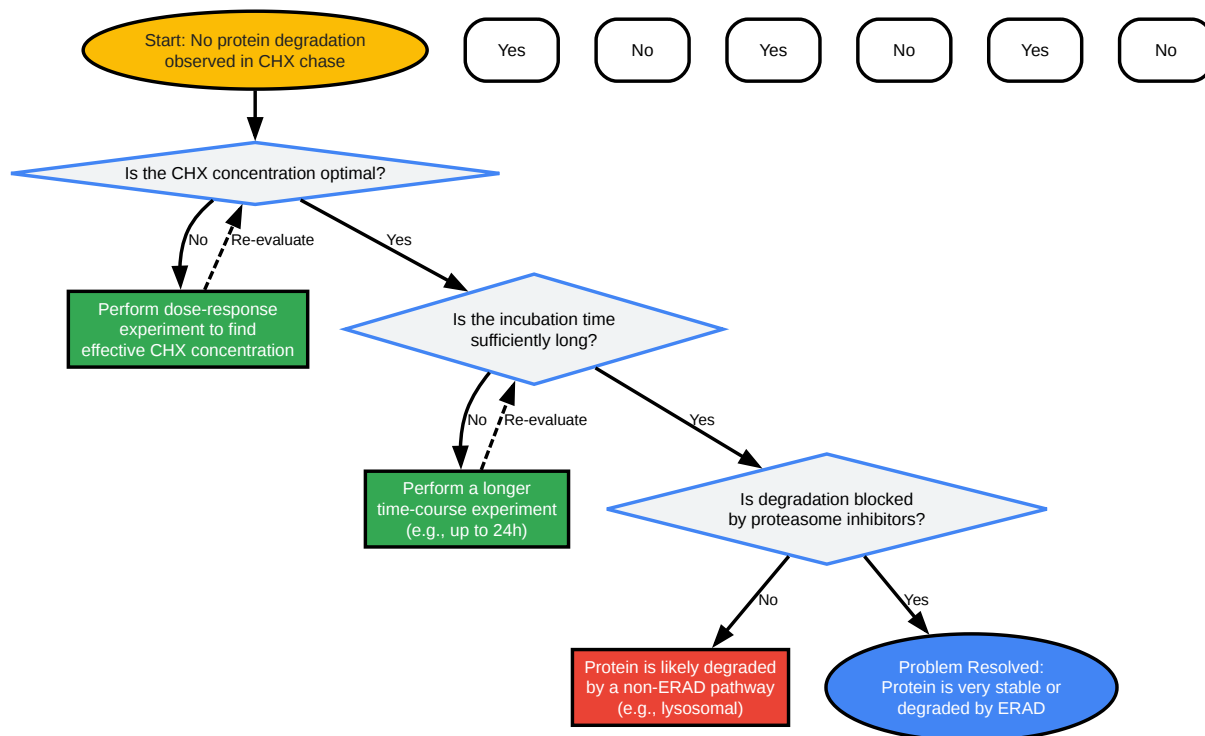 Start: No protein degradation
observed in CHX chase
Yes
No
Yes
No
Yes
No
Is the CHX concentration optimal?
No
Re-evaluate
Yes
Perform dose-response
experiment to find
effective CHX concentration
Is the incubation time
sufficiently long?
No
Re-evaluate
Yes
Perform a longer
time-course experiment
(e.g., up to 24h)
Is degradation blocked
by proteasome inhibitors?
No
Yes
Protein is likely degraded
by a non-ERAD pathway
(e.g., lysosomal)
Problem Resolved:
Protein is very stable or
degraded by ERAD